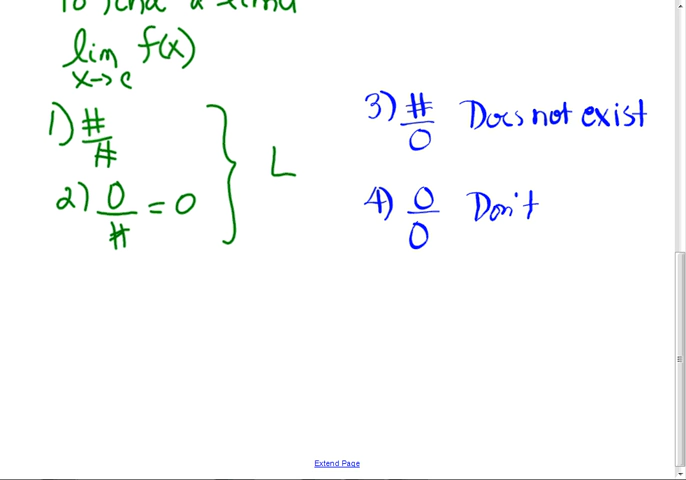 lim f(x)
x→c
1) #/#
2) 0/# = 0
} L
3) #/0 Does not exist
4) 0/0 Don't
Extend Page